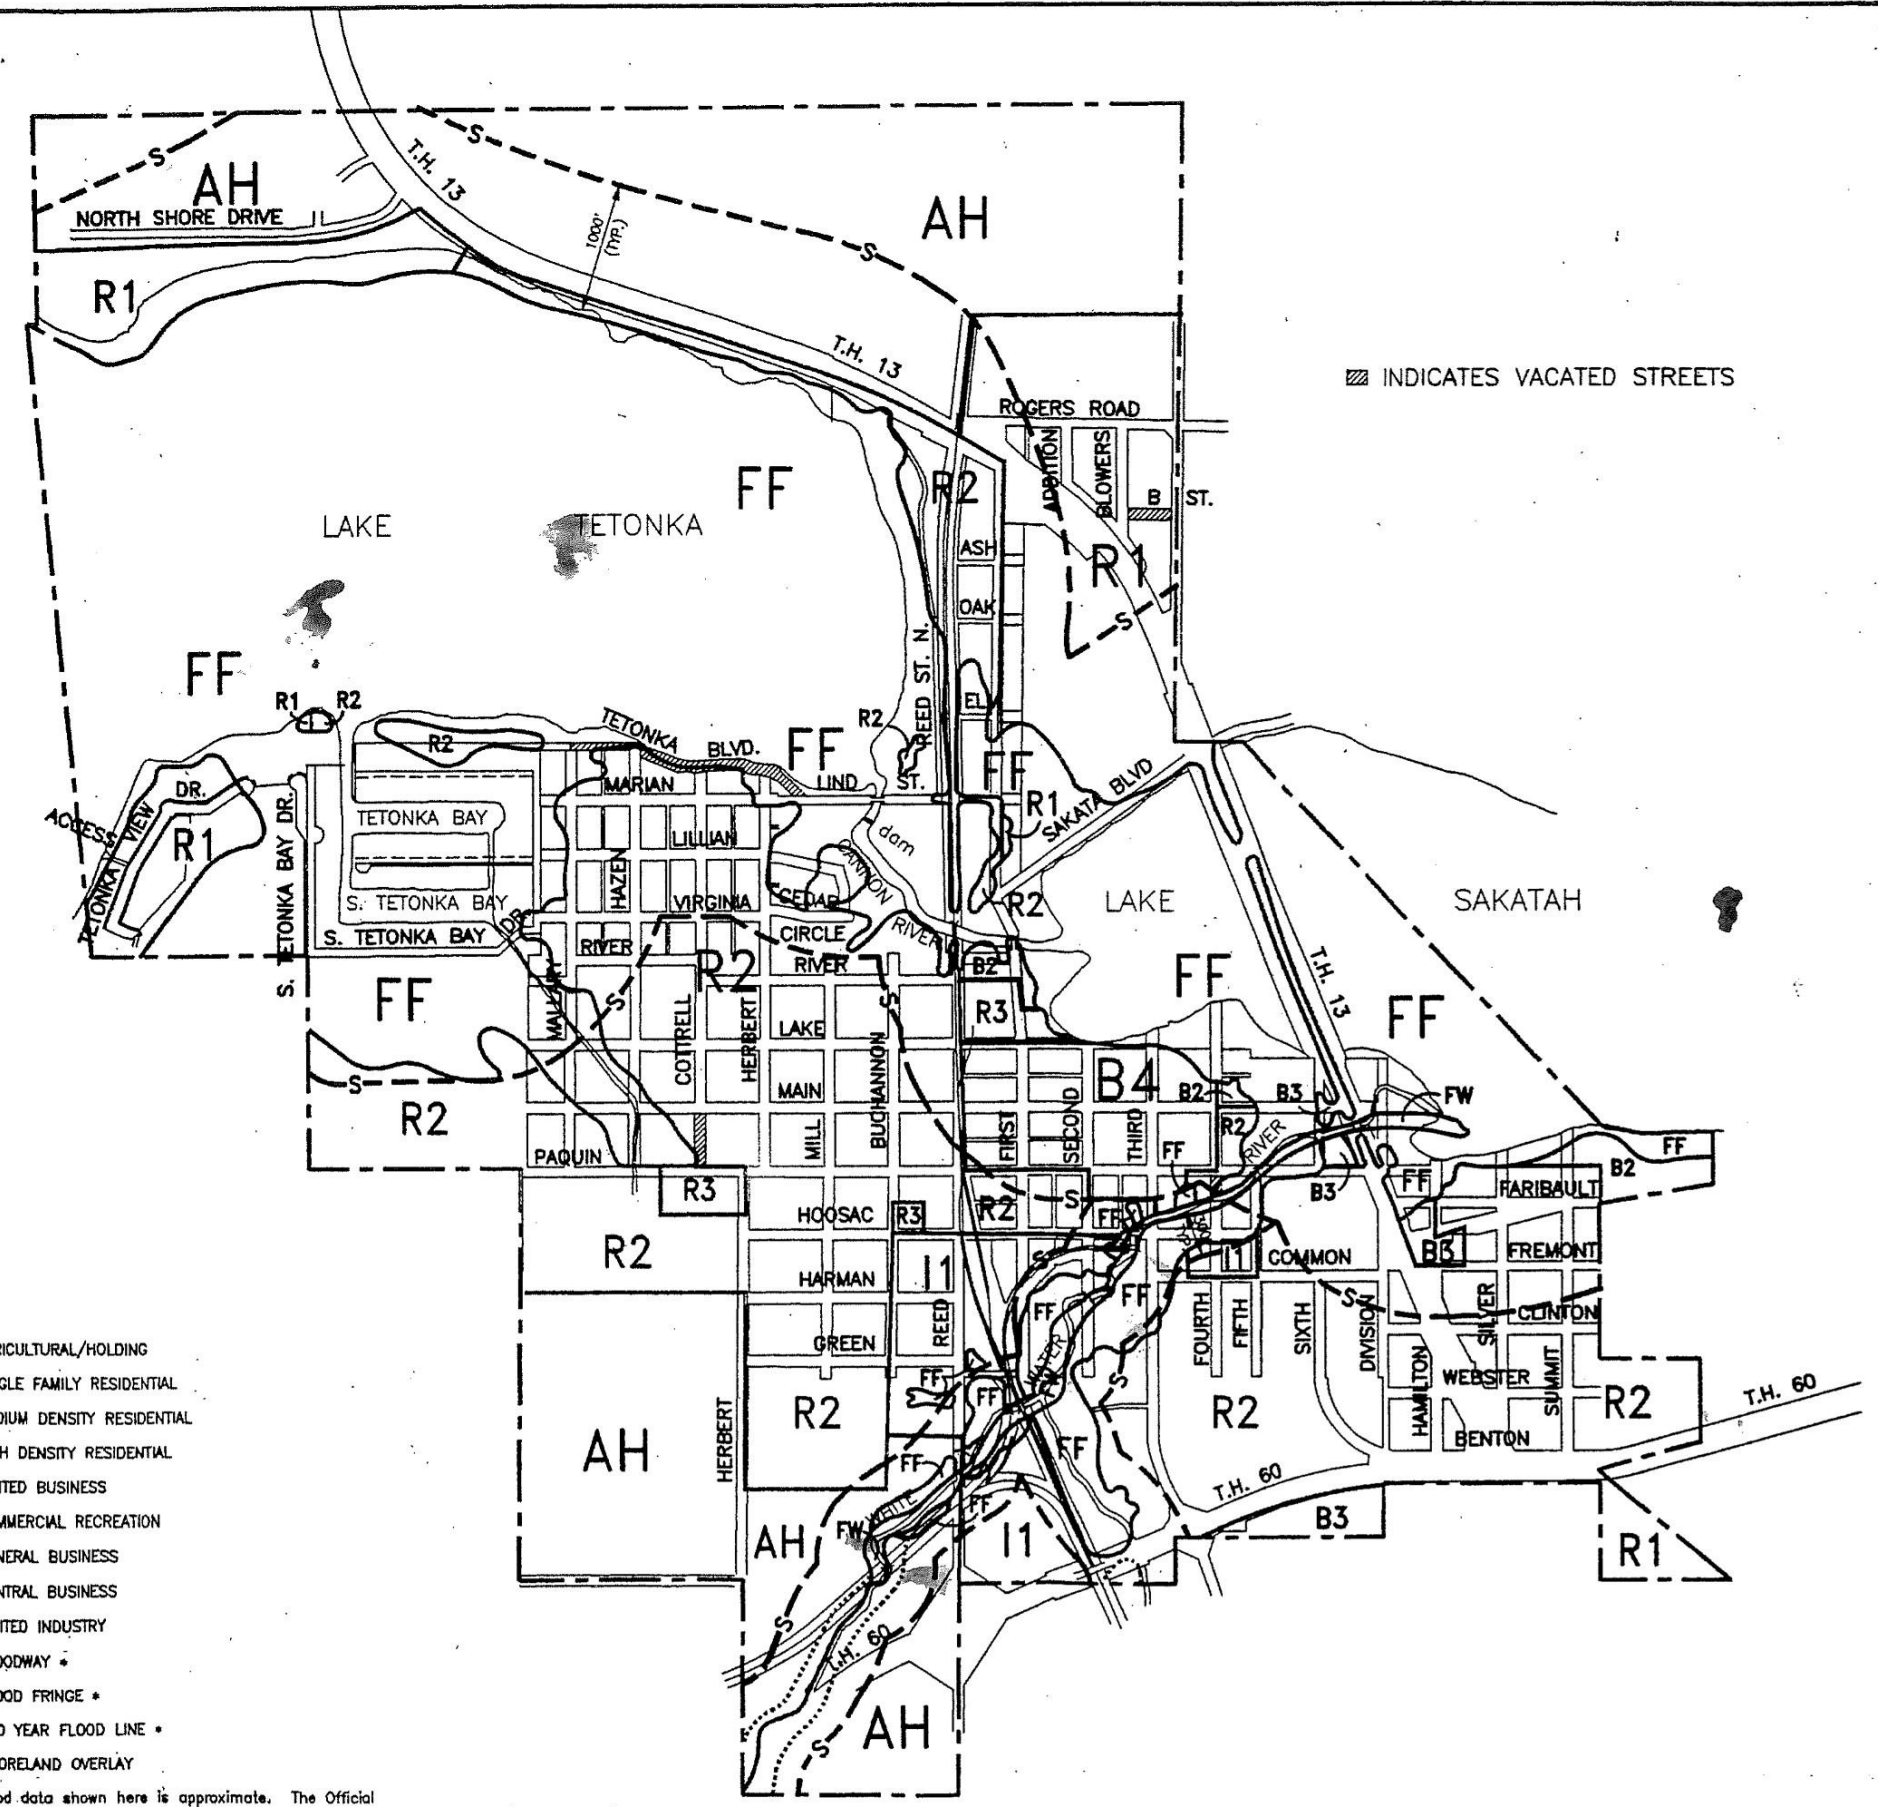 S
AH
NORTH SHORE DRIVE
T.H. 13
S
1000'
(TYP.)
AH
S
R1
T.H. 13
▨ INDICATES VACATED STREETS
ROGERS ROAD
ADDITION
BLOWERS
B ST.
FF
R2
LAKE TETONKA
ASH
R1
OAK
S
REED ST. N.
FF
R1
R2
EL
R2
TETONKA BLVD.
FF
R2
FF
MARIAN
LIND ST.
R1
SAKATA BLVD
DR.
ACCESS
TETONKA VIEW
R1
S. TETONKA BAY DR.
TETONKA BAY
LILLIAN
dam
CANNON RIVER
HAZEN
S. TETONKA BAY
VIRGINIA
CEDAR
R2
LAKE SAKATAH
S. TETONKA BAY DR.
RIVER
CIRCLE
RIVER
R2
B2
T.H. 13
FF
FF
FF
S
S
R3
COTTRELL
HERBERT
LAKE
BUCHANNON
S
R2
MAIN
MILL
B4
B2
B3
FW
FIRST
SECOND
THIRD
R2
RIVER
PAQUIN
FF
B3
FF
B2
FF
R3
HOOSAC
R3
R2
S
FF
FARIBAULT
R2
I1
S
I1
COMMON
B3
FREMONT
HARMAN
FF
FF
S
REED
GREEN
FOURTH
FIFTH
SIXTH
DIVISION
SILVER
CLINTON
WATER
FW
S
HAMILTON
WEBSTER
SUMMIT
FF
FF
R2
R2
R2
T.H. 60
AH
HERBERT
FF
BENTON
FF
T.H. 60
WHITE
FF
FW
AH
I1
B3
R1
S
T.H. 60
S
AH
RICULTURAL/HOLDING
GLE FAMILY RESIDENTIAL
DIUM DENSITY RESIDENTIAL
H DENSITY RESIDENTIAL
ITED BUSINESS
MMERCIAL RECREATION
NERAL BUSINESS
NTRAL BUSINESS
ITED INDUSTRY
OODWAY *
OOD FRINGE *
0 YEAR FLOOD LINE *
ORELAND OVERLAY
od data shown here is approximate. The Official